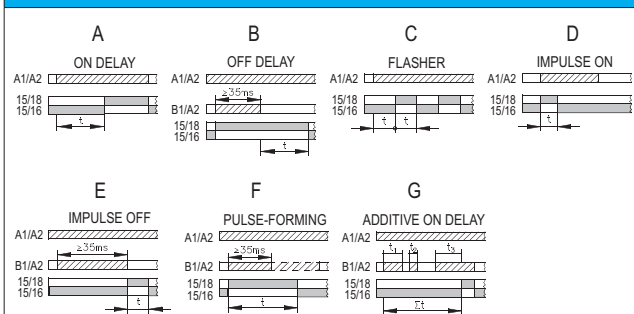 A
ON DELAY
A1/A2
15/18
15/16
t
B
OFF DELAY
A1/A2
≥35ms
B1/A2
15/18
15/16
t
C
FLASHER
A1/A2
15/18
15/16
t t
D
IMPULSE ON
A1/A2
15/18
15/16
t
E
IMPULSE OFF
A1/A2
≥35ms
B1/A2
15/18
15/16
t
F
PULSE-FORMING
A1/A2
≥35ms
B1/A2
15/18
15/16
t
G
ADDITIVE ON DELAY
A1/A2
t1 t2 t3
B1/A2
15/18
15/16
Σt